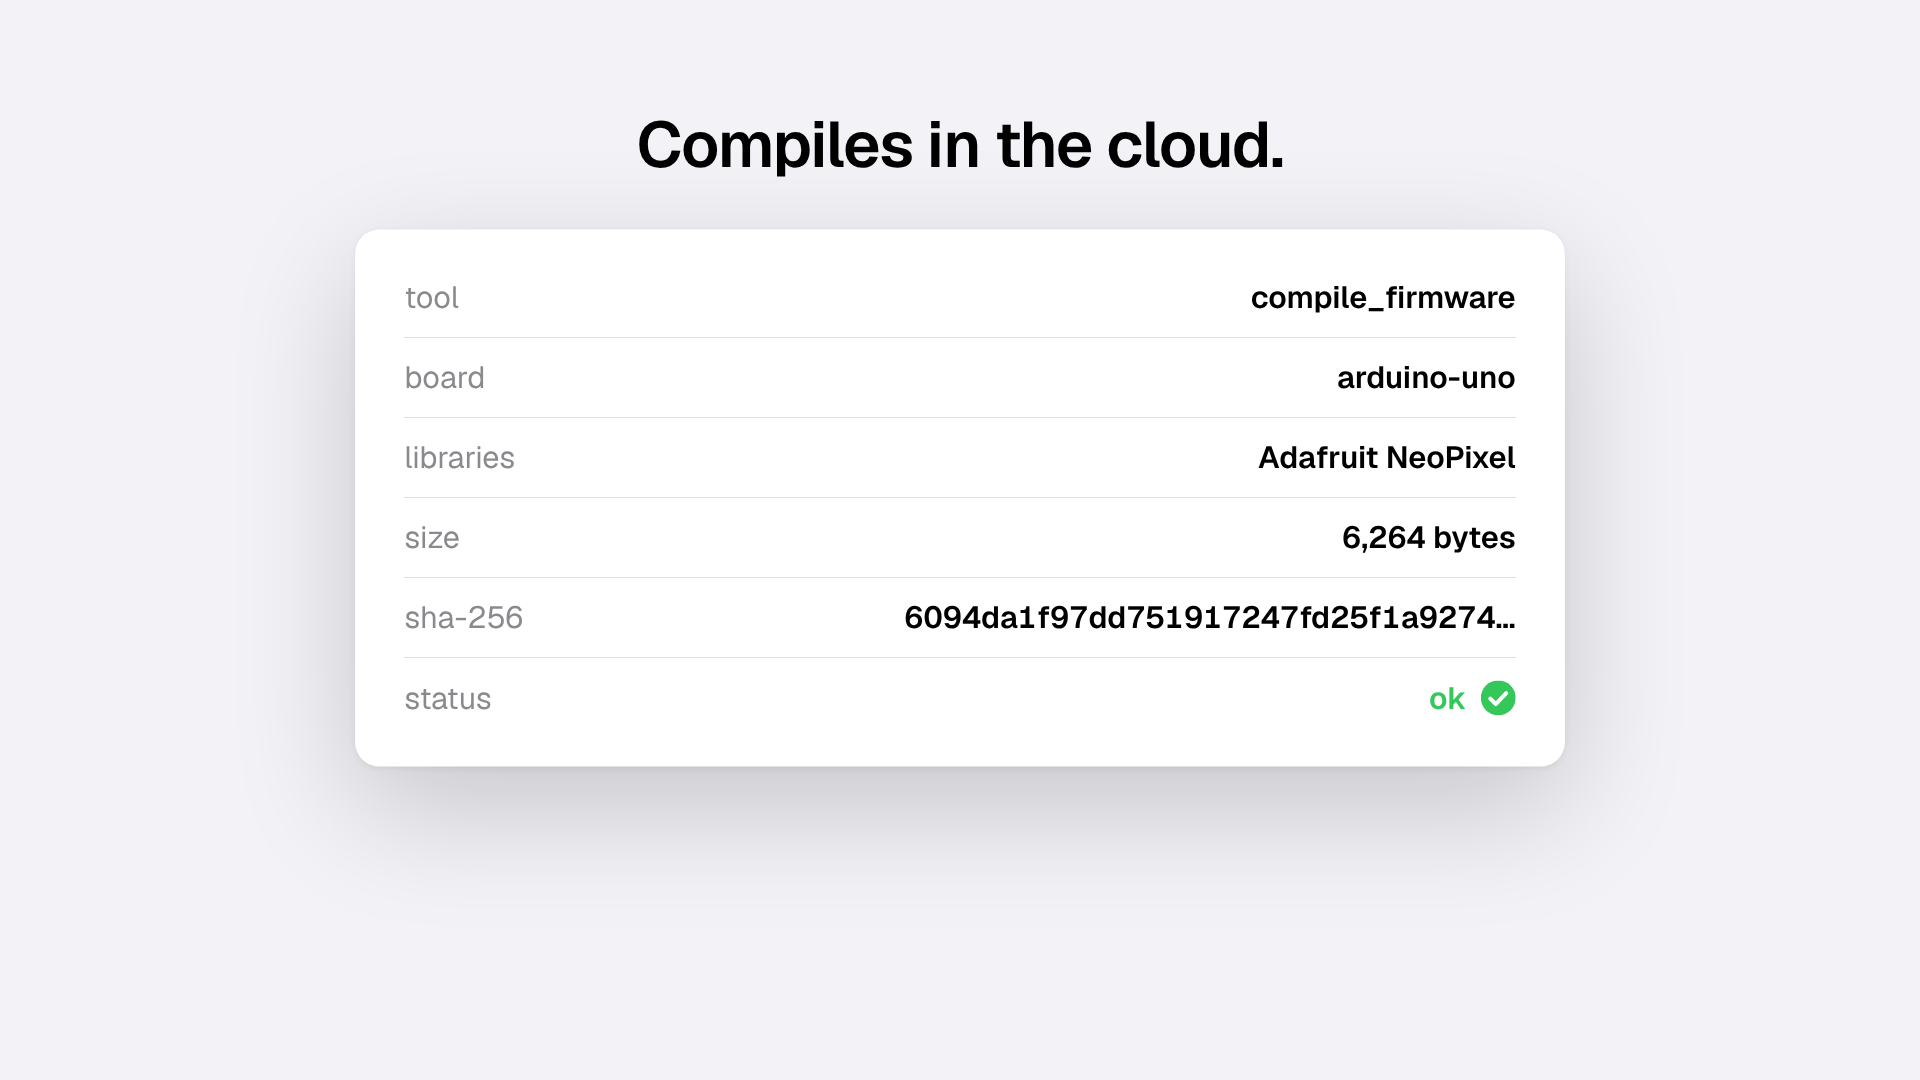 Compiles in the cloud.
tool compile_firmware
board arduino-uno
libraries Adafruit NeoPixel
size 6,264 bytes
sha-256 6094da1f97dd751917247fd25f1a9274...
status ok